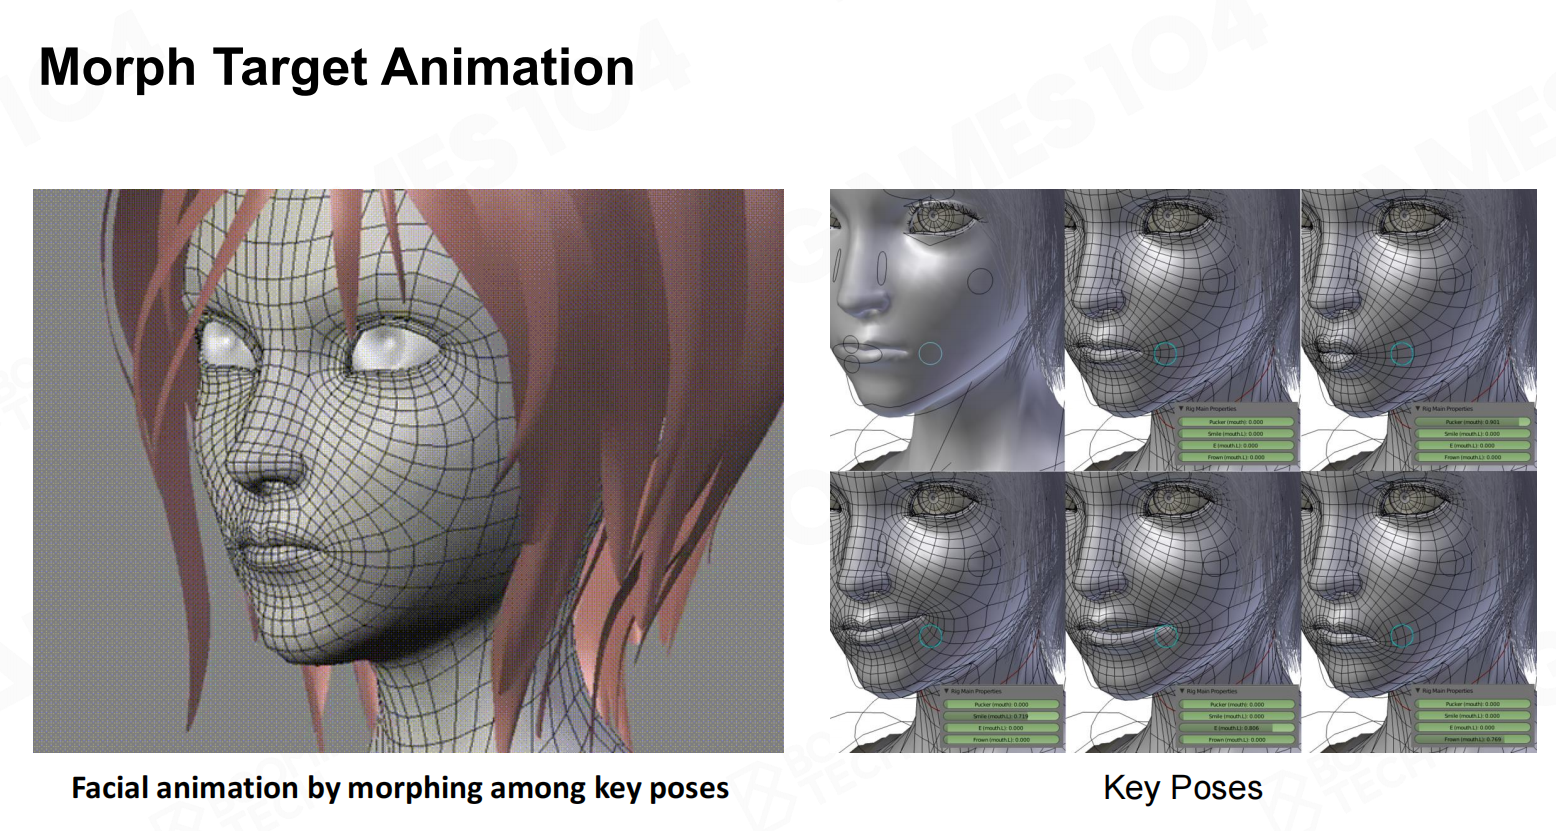 Morph Target Animation
Rig Main Properties
Pucker (mouth): 0.000
Smile (mouth.L): 0.000
E (mouth.L): 0.000
Frown (mouth.L): 0.000
Rig Main Properties
Pucker (mouth): 0.901
Smile (mouth.L): 0.000
E (mouth.L): 0.000
Frown (mouth.L): 0.000
Rig Main Properties
Pucker (mouth): 0.000
Smile (mouth.L): 0.719
E (mouth.L): 0.000
Frown (mouth.L): 0.000
Rig Main Properties
Pucker (mouth): 0.000
Smile (mouth.L): 0.000
E (mouth.L): 0.806
Frown (mouth.L): 0.000
Rig Main Properties
Pucker (mouth): 0.000
Smile (mouth.L): 0.000
E (mouth.L): 0.000
Frown (mouth.L): 0.769
Facial animation by morphing among key poses
Key Poses
GAMES 104